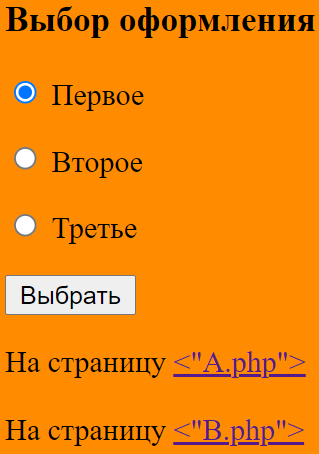 Выбор оформления
Первое
Второе
Третье
Выбрать
На страницу <"A.php">
На страницу <"B.php">